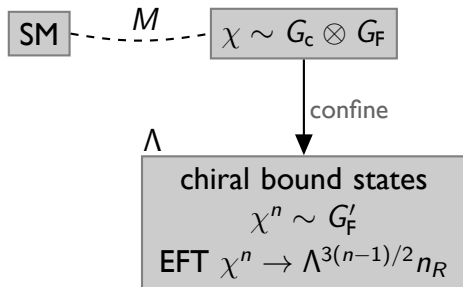 SM
M
χ ∼ G_c ⊗ G_F
confine
Λ
chiral bound states
χ^n ∼ G'_F
EFT χ^n → Λ^{3(n−1)/2} n_R